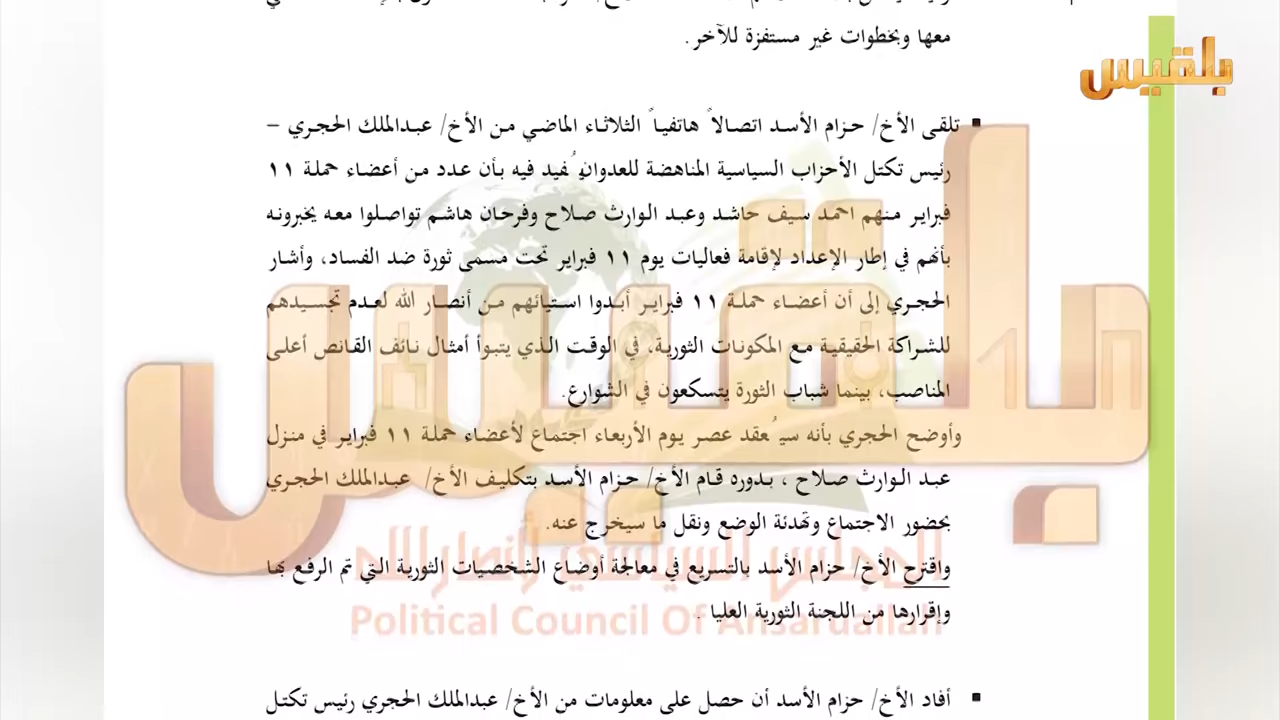 معها وبخطوات غير مستفزة للآخر.
بلقيس
▪ تلقى الأخ/ حزام الأسد اتصالاً هاتفياً الثلاثاء الماضي من الأخ/ عبدالملك الحجري –
رئيس تكتل الأحزاب السياسية المناهضة للعدوان يُفيد فيه بأن عدد من أعضاء حملة ١١
فبراير منهم احمد سيف حاشد وعبد الوارث صلاح وفرحان هاشم تواصلوا معه يخبرونه
بأنهم في إطار الإعداد لإقامة فعاليات يوم ١١ فبراير تحت مسمى ثورة ضد الفساد، وأشار
الحجري إلى أن أعضاء حملة ١١ فبراير أبدوا استيائهم من أنصار الله لعدم تجسيدهم
للشراكة الحقيقية مع المكونات الثورية، في الوقت الذي يتبوأ أمثال نائف القانص أعلى
المناصب، بينما شباب الثورة يتسكعون في الشوارع.
وأوضح الحجري بأنه سيُعقد عصر يوم الأربعاء اجتماع لأعضاء حملة ١١ فبراير في منزل
عبد الوارث صلاح ، بدوره قام الأخ/ حزام الأسد بتكليف الأخ/ عبدالملك الحجري
بحضور الاجتماع وتهدئة الوضع ونقل ما سيخرج عنه.
واقترح الأخ/ حزام الأسد بالتسريع في معالجة أوضاع الشخصيات الثورية التي تم الرفع بها
وإقرارها من اللجنة الثورية العليا .
بلقيس
المجلس السياسي لأنصار الله
Political Council Of Ansarullah
▪ أفاد الأخ/ حزام الأسد أن حصل على معلومات من الأخ/ عبدالملك الحجري رئيس تكتل